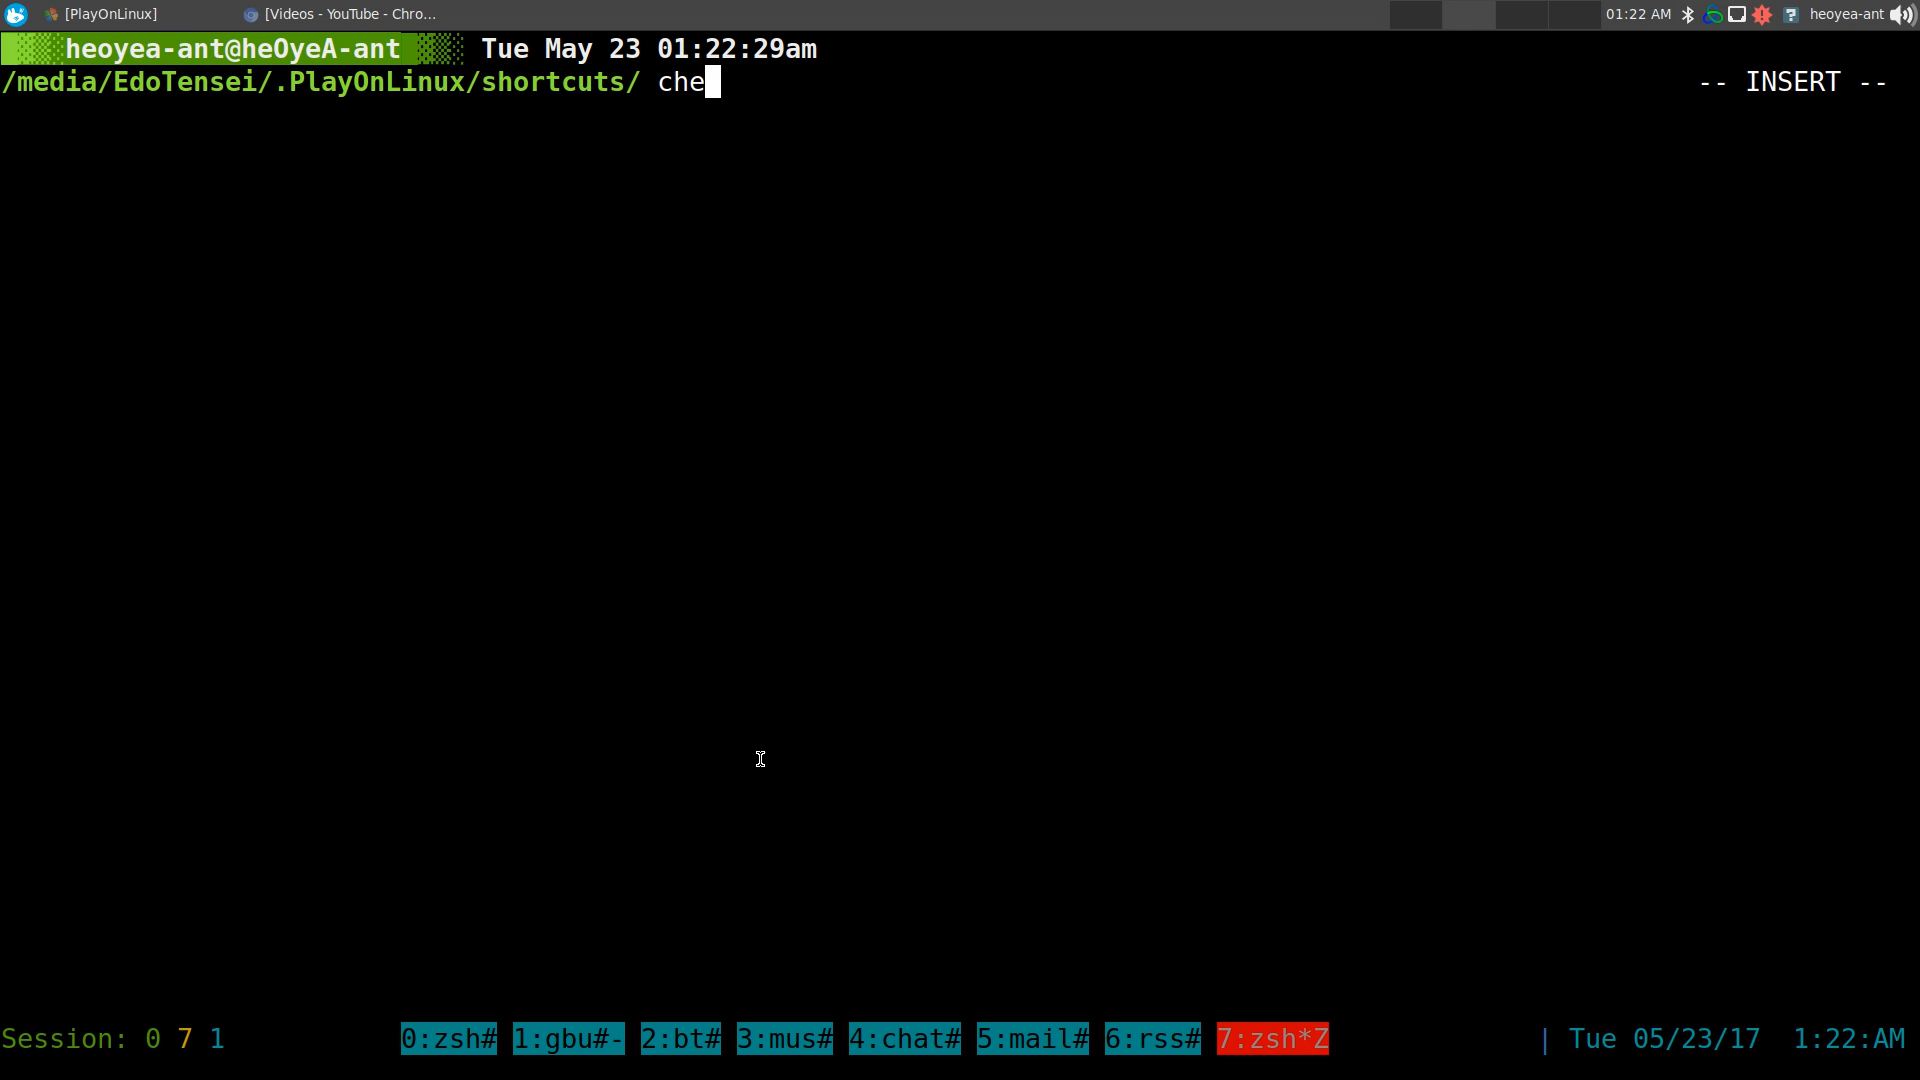 [PlayOnLinux] [Videos - YouTube - Chro... 01:22 AM heoyea-ant
heoyea-ant@heOyeA-ant Tue May 23 01:22:29am
/media/EdoTensei/.PlayOnLinux/shortcuts/ che -- INSERT --
Session: 0 7 1 0:zsh# 1:gbu#- 2:bt# 3:mus# 4:chat# 5:mail# 6:rss# 7:zsh*Z | Tue 05/23/17 1:22:AM